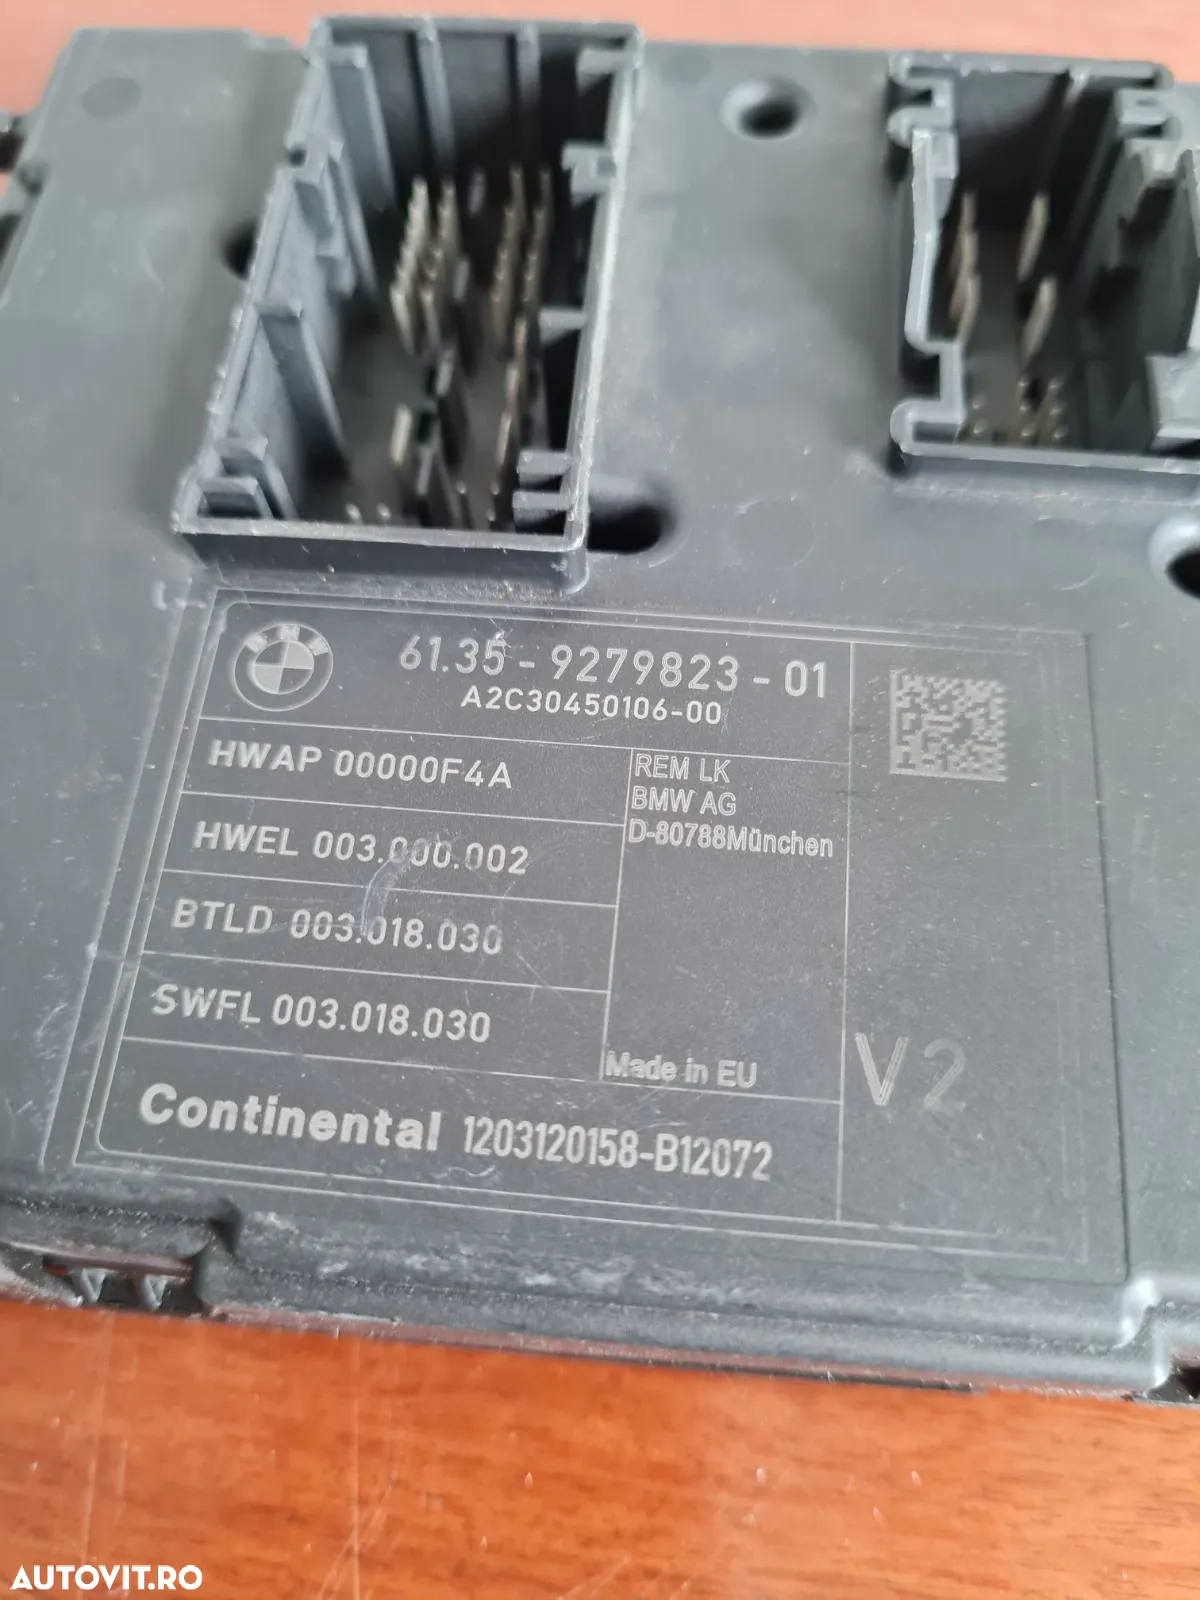 BMW
61.35 - 9279823 - 01
A2C30450106-00
HWAP 00000F4A
HWEL 003.000.002
BTLD 003.018.030
SWFL 003.018.030
REM LK
BMW AG
D-80788München
Made in EU
V2
Continental 1203120158-B12072
AUTOVIT.RO